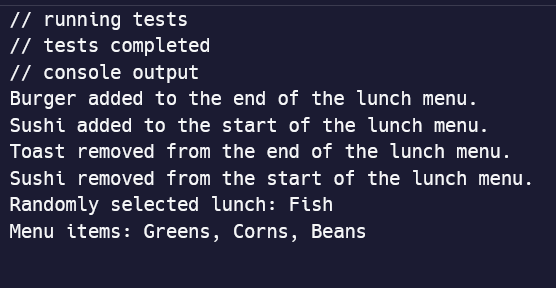 // running tests
// tests completed
// console output
Burger added to the end of the lunch menu.
Sushi added to the start of the lunch menu.
Toast removed from the end of the lunch menu.
Sushi removed from the start of the lunch menu.
Randomly selected lunch: Fish
Menu items: Greens, Corns, Beans